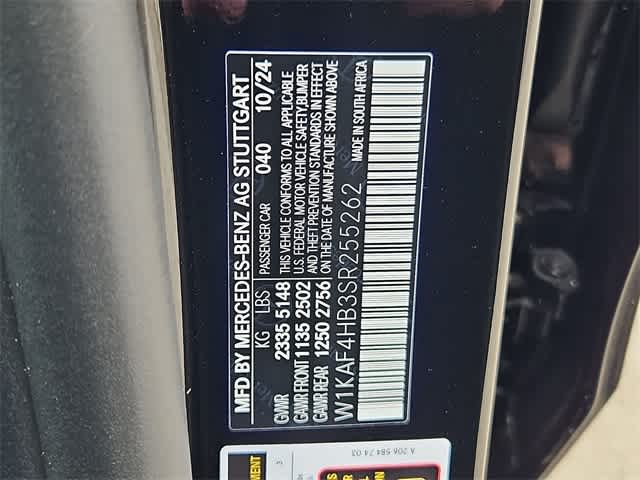 MFD BY MERCEDES-BENZ AG STUTTGART
KG LBS PASSENGER CAR 040 10/24
GVWR 2335 5148 THIS VEHICLE CONFORMS TO ALL APPLICABLE
GAWR FRONT 1135 2502 U.S. FEDERAL MOTOR VEHICLE SAFETY,BUMPER
GAWR REAR 1250 2756 AND THEFT PREVENTION STANDARDS IN EFFECT
ON THE DATE OF MANUFACTURE SHOWN ABOVE
W1KAF4HB3SR255262 MADE IN SOUTH AFRICA
A 206 584 74 03